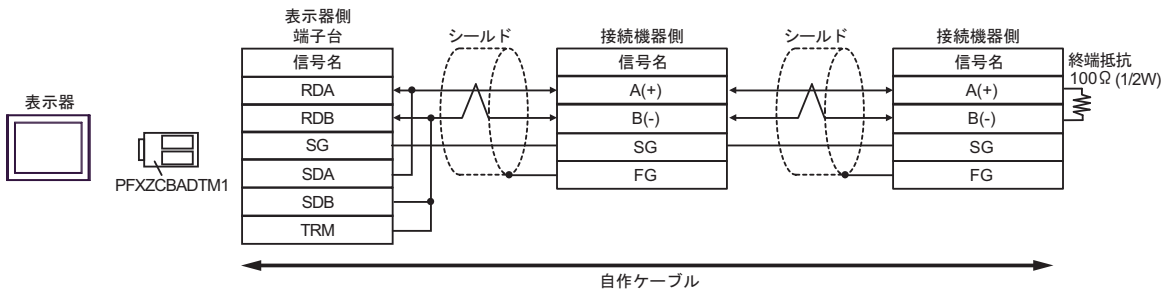 表示器
PFXZCBADTM1
表示器側
端子台
信号名
RDA
RDB
SG
SDA
SDB
TRM
シールド
接続機器側
信号名
A(+)
B(-)
SG
FG
シールド
接続機器側
信号名
A(+)
B(-)
SG
FG
終端抵抗
100Ω (1/2W)
自作ケーブル